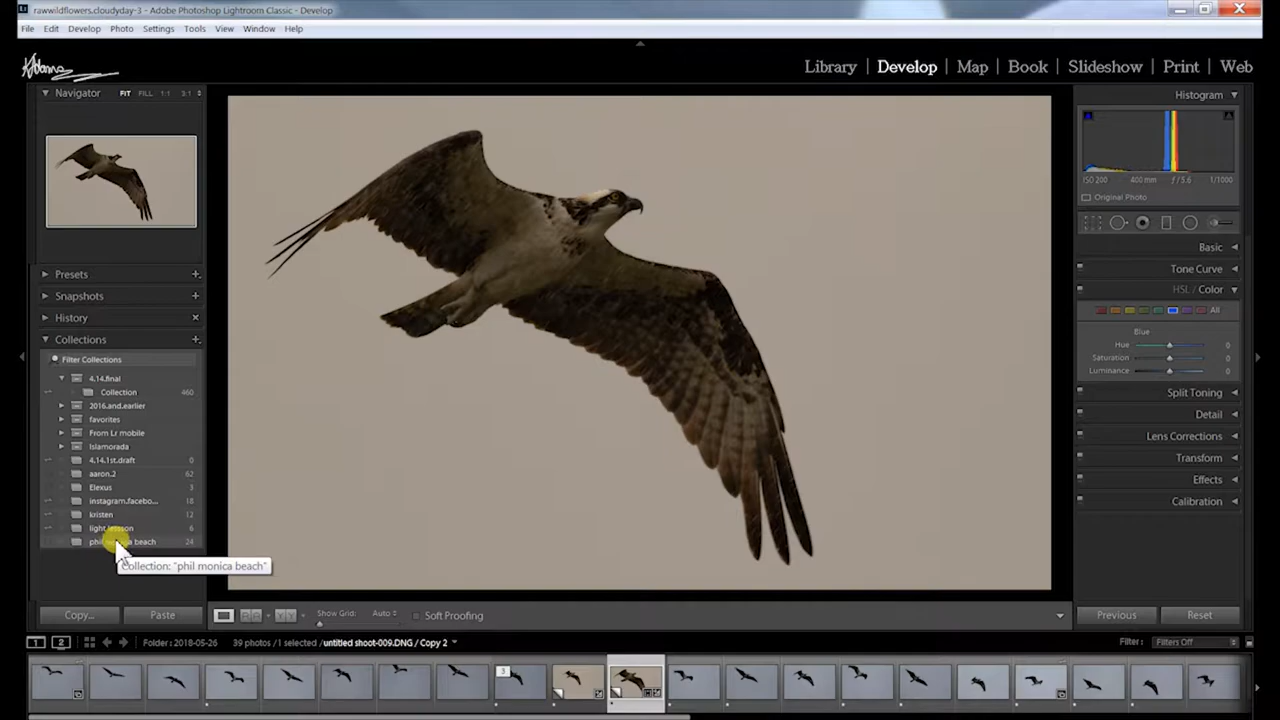 rawwildflowers.cloudyday-3 - Adobe Photoshop Lightroom Classic - Develop
File Edit Develop Photo Settings Tools View Window Help
Library | Develop | Map | Book | Slideshow | Print | Web
Navigator FIT FILL 1:1 3:1
Histogram
ISO 200 400 mm ƒ / 5.6 1/1000
Original Photo
Basic
Tone Curve
HSL / Color
All
Blue
Hue 0
Saturation 0
Luminance 0
Split Toning
Detail
Lens Corrections
Transform
Effects
Calibration
Presets
Snapshots
History
Collections
Filter Collections
4.14.final
Collection 460
2016.and.earlier
favorites
From Lr mobile
Islamorada
4.14.1st.draft 0
aaron.2 62
Elexus 3
instagram.facebo... 18
kristen 12
light.lesson 6
phil monica beach 24
Collection: "phil monica beach"
Copy... Paste
Show Grid: Auto Soft Proofing
Previous Reset
1 2 Folder : 2018-05-26 39 photos / 1 selected / untitled shoot-009.DNG / Copy 2
Filter : Filters Off
3